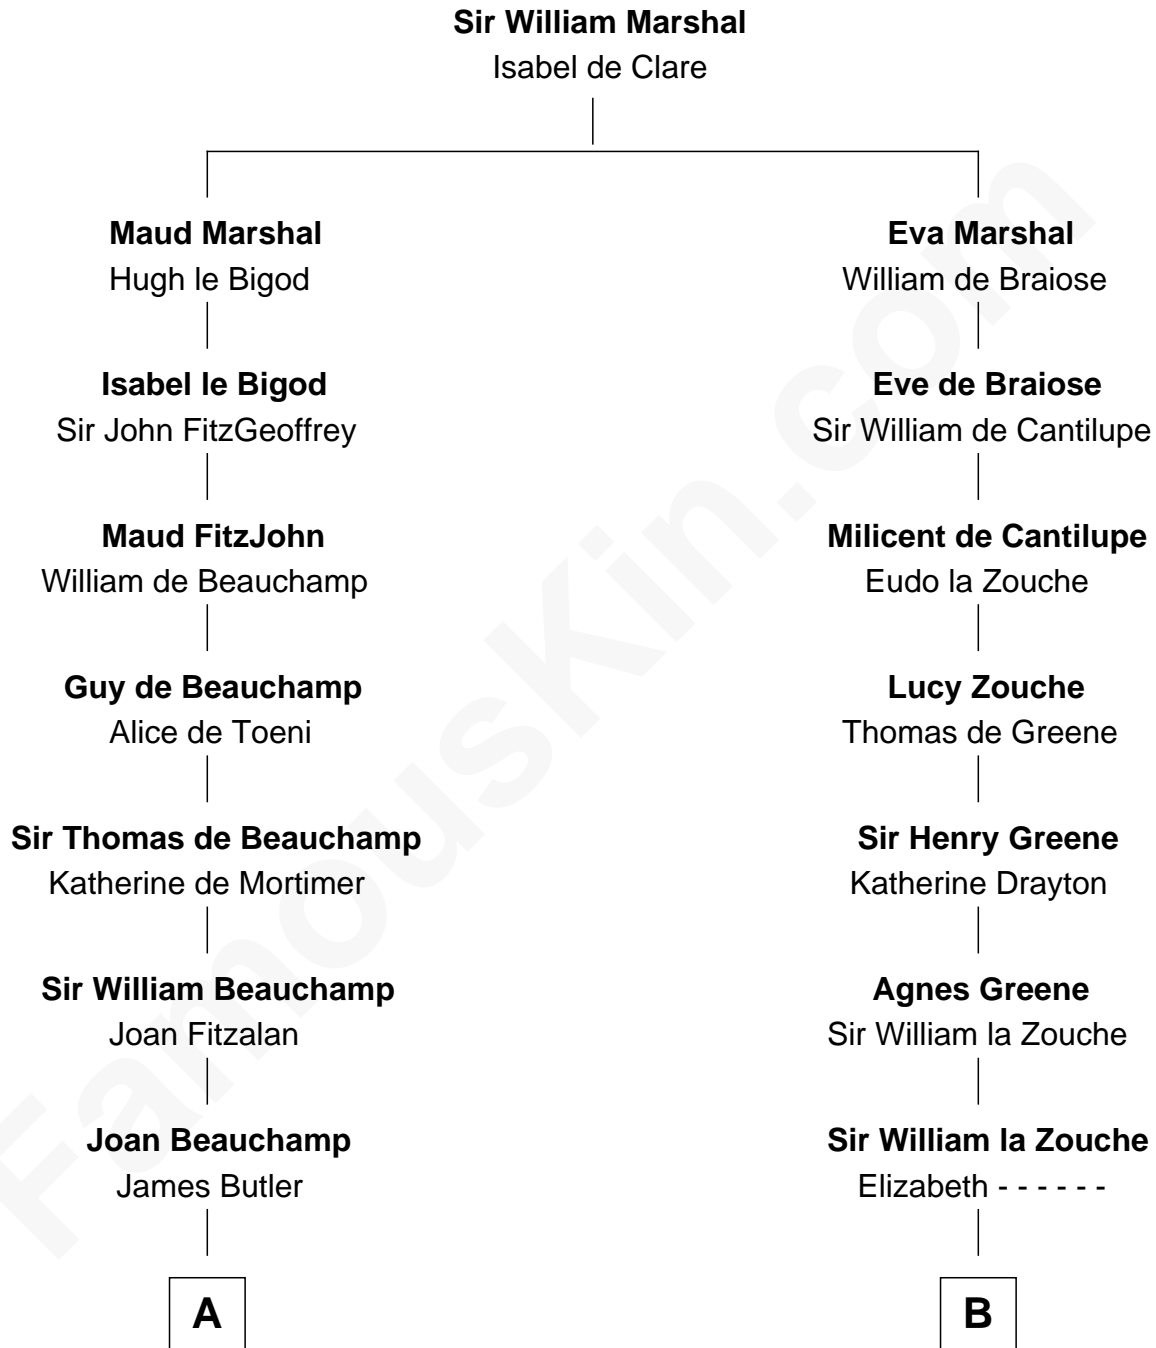 Sir William Marshal
Isabel de Clare
Maud Marshal
Hugh le Bigod
Eva Marshal
William de Braiose
Isabel le Bigod
Sir John FitzGeoffrey
Eve de Braiose
Sir William de Cantilupe
Maud FitzJohn
William de Beauchamp
Milicent de Cantilupe
Eudo la Zouche
Guy de Beauchamp
Alice de Toeni
Lucy Zouche
Thomas de Greene
Sir Thomas de Beauchamp
Katherine de Mortimer
Sir Henry Greene
Katherine Drayton
Sir William Beauchamp
Joan Fitzalan
Agnes Greene
Sir William la Zouche
Joan Beauchamp
James Butler
Sir William la Zouche
Elizabeth - - - - - -
A
B
FamousKin.com